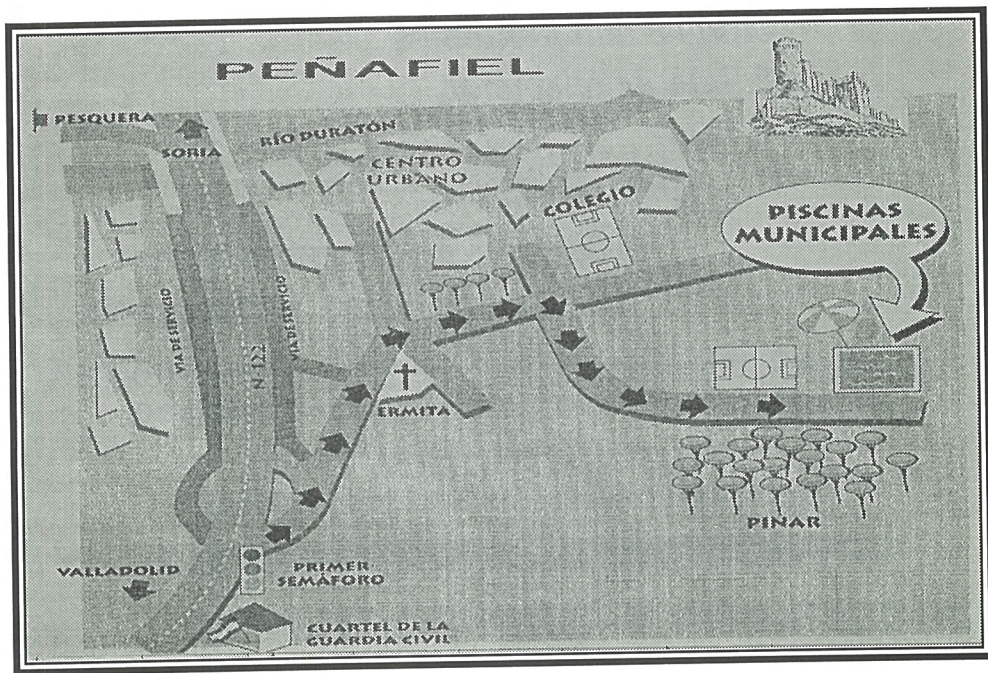 PEÑAFIEL
PESQUERA
SORIA
RÍO DURATÓN
CENTRO
URBANO
COLEGIO
PISCINAS
MUNICIPALES
VIA DE SERVICIO
N 122
VIA DE SERVICIO
ERMITA
PINAR
VALLADOLID
PRIMER
SEMÁFORO
CUARTEL DE LA
GUARDIA CIVIL